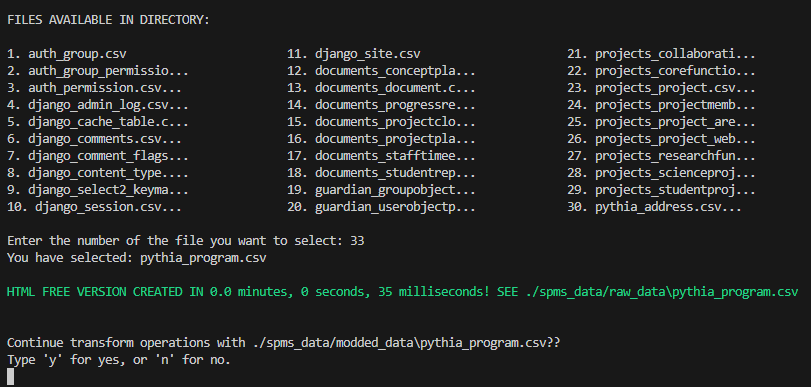 FILES AVAILABLE IN DIRECTORY:
1. auth_group.csv 11. django_site.csv 21. projects_collaborati...
2. auth_group_permissio... 12. documents_conceptpla... 22. projects_corefunctio...
3. auth_permission.csv... 13. documents_document.c... 23. projects_project.csv...
4. django_admin_log.csv... 14. documents_progressre... 24. projects_projectmemb...
5. django_cache_table.c... 15. documents_projectclo... 25. projects_project_are...
6. django_comments.csv... 16. documents_projectpla... 26. projects_project_web...
7. django_comment_flags... 17. documents_stafftimee... 27. projects_researchfun...
8. django_content_type.... 18. documents_studentrep... 28. projects_scienceproj...
9. django_select2_keyma... 19. guardian_groupobject... 29. projects_studentproj...
10. django_session.csv... 20. guardian_userobjectp... 30. pythia_address.csv...
Enter the number of the file you want to select: 33
You have selected: pythia_program.csv
HTML FREE VERSION CREATED IN 0.0 minutes, 0 seconds, 35 milliseconds! SEE ./spms_data/raw_data\pythia_program.csv
Continue transform operations with ./spms_data/modded_data\pythia_program.csv??
Type 'y' for yes, or 'n' for no.